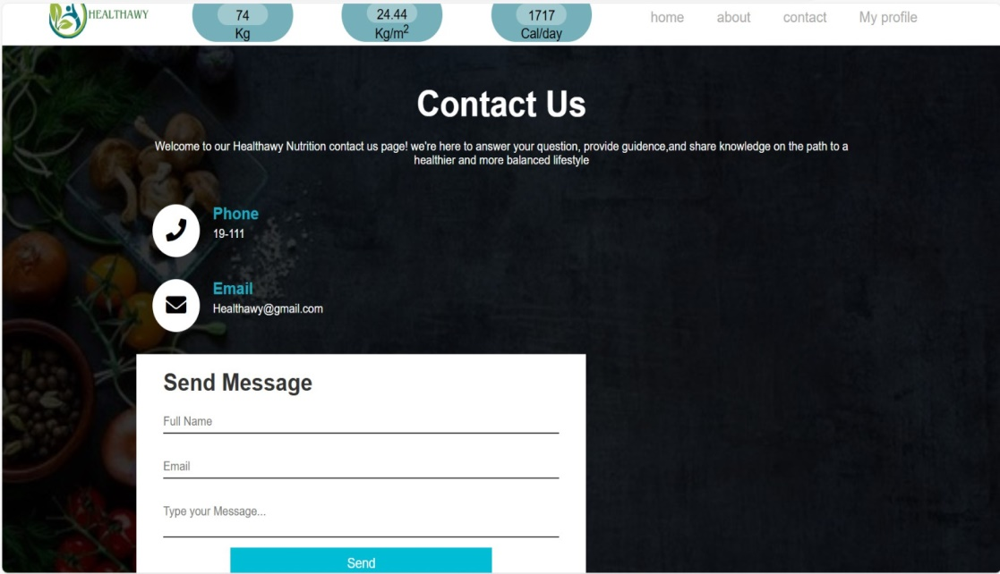 HEALTHAWY
74
Kg
24.44
Kg/m2
1717
Cal/day
home about contact My profile
Contact Us
Welcome to our Healthawy Nutrition contact us page! we're here to answer your question, provide guidence,and share knowledge on the path to a
healthier and more balanced lifestyle
Phone
19-111
Email
Healthawy@gmail.com
Send Message
Full Name
Email
Type your Message...
Send